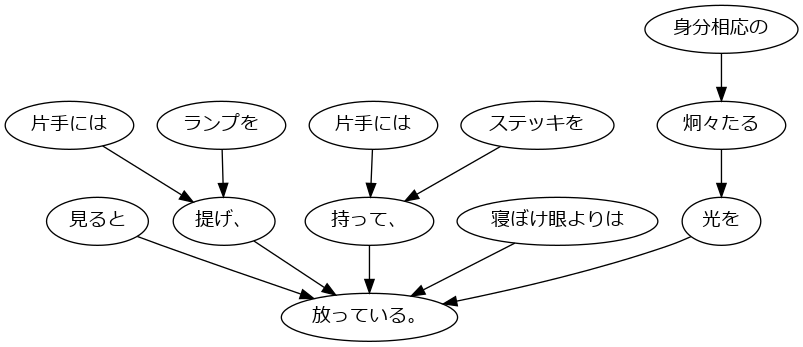 身分相応の
片手には
ランプを
片手には
ステッキを
炯々たる
見ると
提げ、
持って、
寝ぼけ眼よりは
光を
放っている。